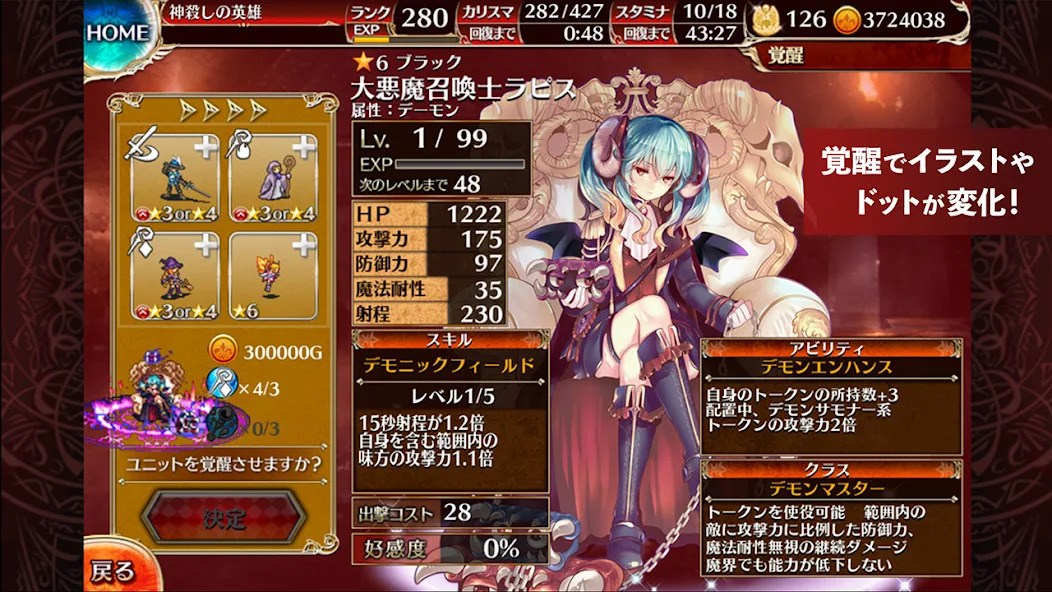 HOME
神殺しの英雄
ランク 280
EXP
カリスマ 282/427
回復まで 0:48
スタミナ 10/18
回復まで 43:27
126
3724038
覚醒
★6 ブラック
大悪魔召喚士ラピス
属性：デーモン
Lv. 1 / 99
EXP
次のレベルまで 48
HP 1222
攻撃力 175
防御力 97
魔法耐性 35
射程 230
スキル
デモニックフィールド
レベル1/5
15秒射程が1.2倍
自身を含む範囲内の
味方の攻撃力1.1倍
出撃コスト 28
好感度 0%
★3or★4
★3or★4
★3or★4
★6
300000G
×4/3
×0/3
ユニットを覚醒させますか？
決定
戻る
覚醒でイラストや
ドットが変化！
アビリティ
デモンエンハンス
自身のトークンの所持数+3
配置中、デモンサモナー系
トークンの攻撃力2倍
クラス
デモンマスター
トークンを使役可能　範囲内の
敵に攻撃力に比例した防御力、
魔法耐性無視の継続ダメージ
魔界でも能力が低下しない